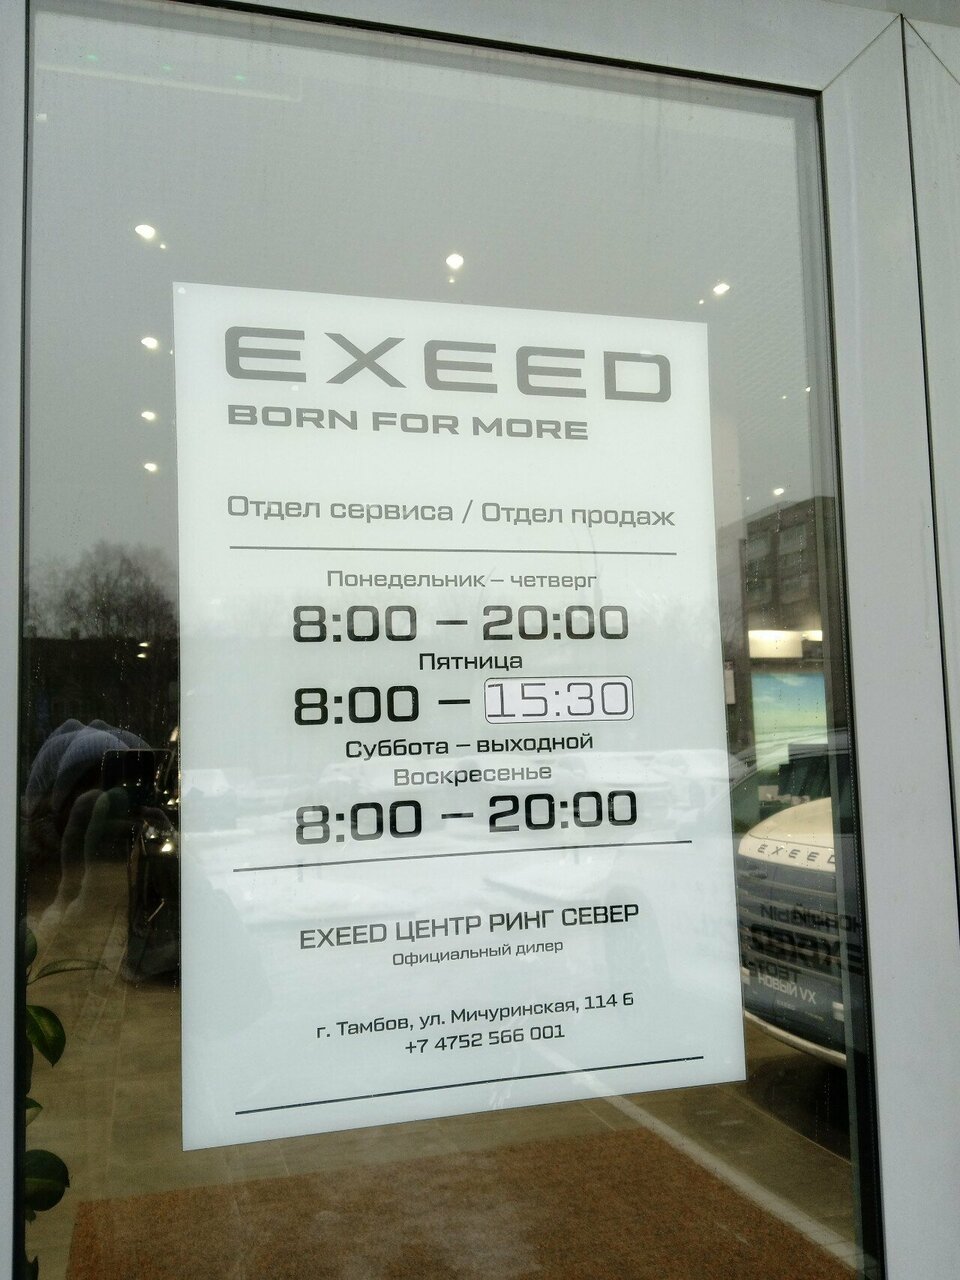 EXEED
BORN FOR MORE
Отдел сервиса / Отдел продаж
Понедельник – четверг
8:00 – 20:00
Пятница
8:00 – 15:30
Суббота – выходной
Воскресенье
8:00 – 20:00
EXEED ЦЕНТР РИНГ СЕВЕР
Официальный дилер
г. Тамбов, ул. Мичуринская, 114 б
+7 4752 566 001
EXEED